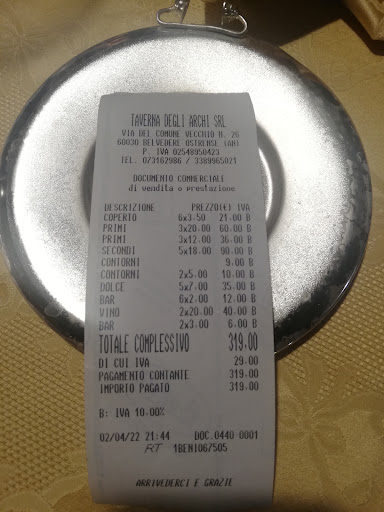 TAVERNA DEGLI ARCHI SRL
VIA DEL COMUNE VECCHIO N. 26
60030 BELVEDERE OSTRENSE (AN)
P. IVA 02548950423
TEL. 073162986 / 3389965021
DOCUMENTO COMMERCIALE
di vendita o prestazione
DESCRIZIONE PREZZO(€) IVA
COPERTO 6x3.50 21.00 B
PRIMI 3x20.00 60.00 B
PRIMI 3x12.00 36.00 B
SECONDI 5x18.00 90.00 B
CONTORNI 9.00 B
CONTORNI 2x5.00 10.00 B
DOLCE 5x7.00 35.00 B
BAR 6x2.00 12.00 B
VINO 2x20.00 40.00 B
BAR 2x3.00 6.00 B
TOTALE COMPLESSIVO 319,00
DI CUI IVA 29.00
PAGAMENTO CONTANTE 319.00
IMPORTO PAGATO 319.00
B: IVA 10.00%
02/04/22 21:44 DOC.0440-0001
RT 1BENI067505
ARRIVEDERCI E GRAZIE